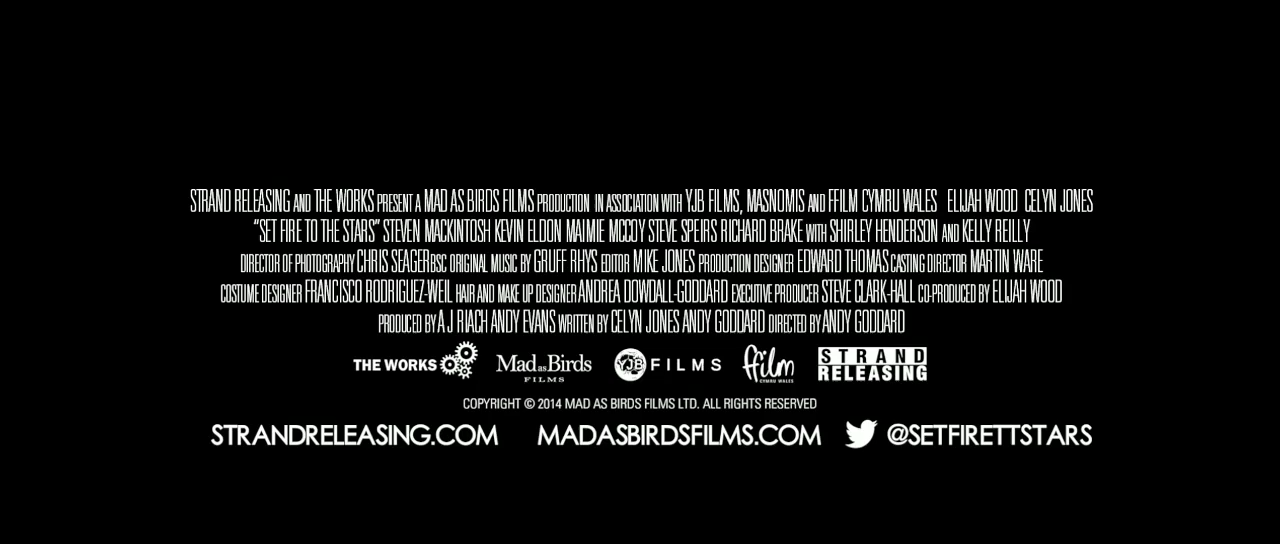 STRAND RELEASING AND THE WORKS PRESENT A MAD AS BIRDS FILMS PRODUCTION IN ASSOCIATION WITH YJB FILMS, MASNOMIS AND FFILM CYMRU WALES ELIJAH WOOD CELYN JONES
"SET FIRE TO THE STARS" STEVEN MACKINTOSH KEVIN ELDON MAIMIE MCCOY STEVE SPEIRS RICHARD BRAKE WITH SHIRLEY HENDERSON AND KELLY REILLY
DIRECTOR OF PHOTOGRAPHY CHRIS SEAGER BSC ORIGINAL MUSIC BY GRUFF RHYS EDITOR MIKE JONES PRODUCTION DESIGNER EDWARD THOMAS CASTING DIRECTOR MARTIN WARE
COSTUME DESIGNER FRANCISCO RODRIGUEZ-WEIL HAIR AND MAKE UP DESIGNER ANDREA DOWDALL-GODDARD EXECUTIVE PRODUCER STEVE CLARK-HALL CO-PRODUCED BY ELIJAH WOOD
PRODUCED BY A J RIACH ANDY EVANS WRITTEN BY CELYN JONES ANDY GODDARD DIRECTED BY ANDY GODDARD
THE WORKS Mad as Birds FILMS YJB FILMS ffilm CYMRU WALES STRAND RELEASING
COPYRIGHT © 2014 MAD AS BIRDS FILMS LTD. ALL RIGHTS RESERVED
STRANDRELEASING.COM MADASBIRDSFILMS.COM @SETFIRETTSTARS